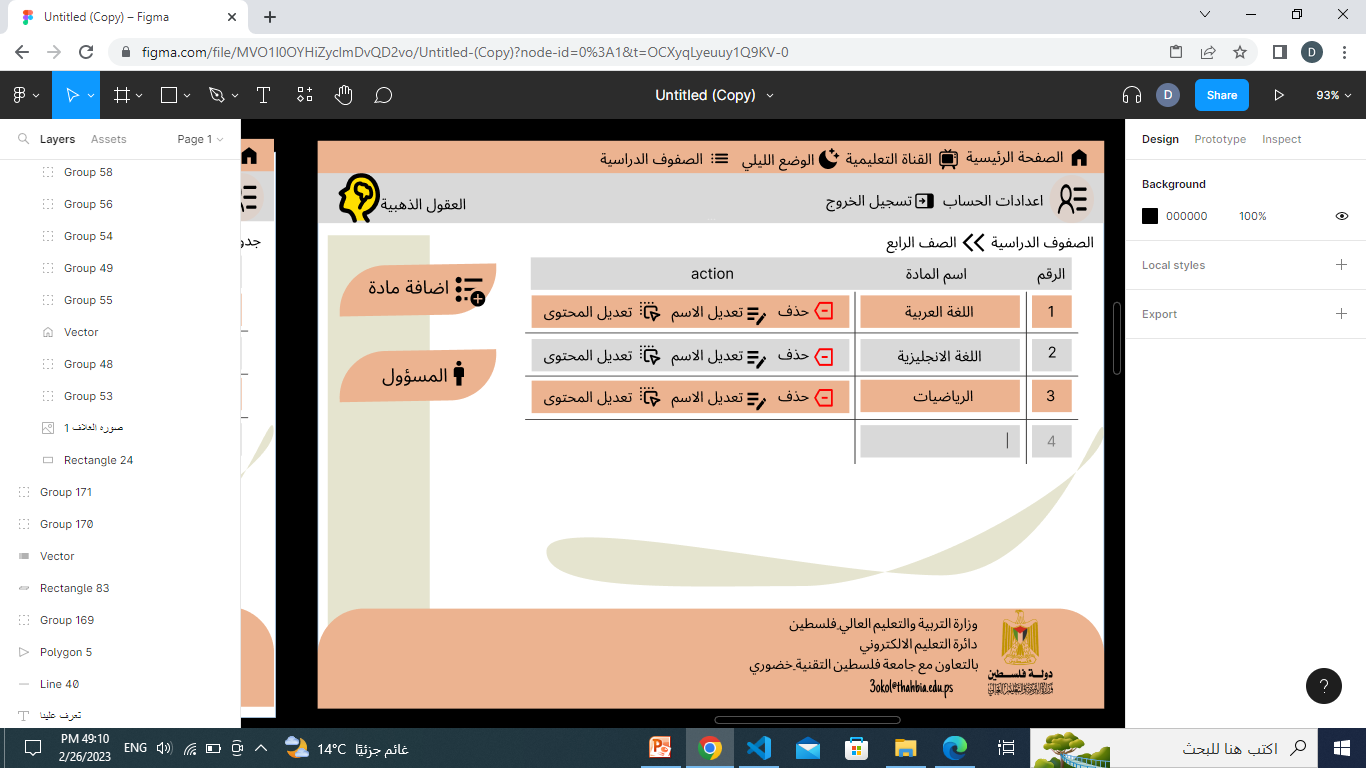 Untitled (Copy) – Figma
figma.com/file/MVO1I0OYHiZyclmDvQD2vo/Untitled-(Copy)?node-id=0%3A1&t=OCXyqLyeuuy1Q9KV-0
D
Untitled (Copy)
D
Share
93%
Layers
Assets
Page 1
Group 58
Group 56
Group 54
Group 49
Group 55
Vector
Group 48
Group 53
صوره الغلاف 1
Rectangle 24
Group 171
Group 170
Vector
Rectangle 83
Group 169
Polygon 5
Line 40
تعرف علينا
جدو
الصفحة الرئيسية
القناة التعليمية
الوضع الليلي
الصفوف الدراسية
اعدادات الحساب
تسجيل الخروج
العقول الذهبية
الصفوف الدراسية
الصف الرابع
اضافة مادة
المسؤول
الرقم
اسم المادة
action
1
اللغة العربية
حذف
تعديل الاسم
تعديل المحتوى
2
اللغة الانجليزية
حذف
تعديل الاسم
تعديل المحتوى
3
الرياضيات
حذف
تعديل الاسم
تعديل المحتوى
4
وزارة التربية والتعليم العالي_فلسطين
دائرة التعليم الالكتروني
بالتعاون مع جامعة فلسطين التقنية_خضوري
3okol@thahbia.edu.ps
دولة فلسطين
Design
Prototype
Inspect
Background
000000
100%
Local styles
Export
?
PM 49:10
2/26/2023
ENG
14°C
غائم جزئيًا
اكتب هنا للبحث